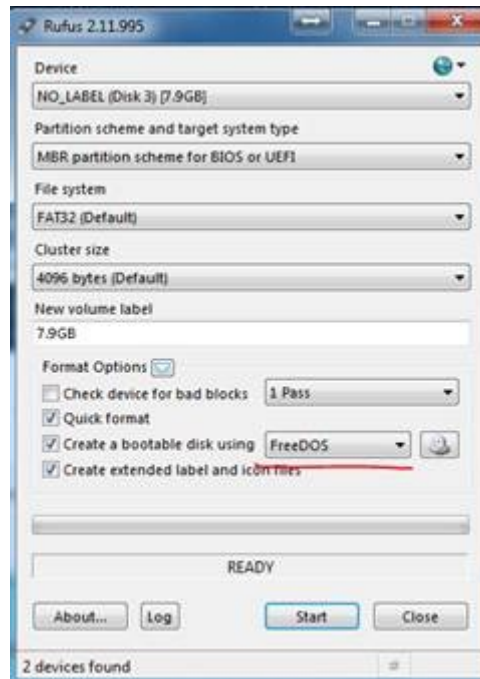 Rufus 2.11.995
Device
NO_LABEL (Disk 3) [7.9GB]
Partition scheme and target system type
MBR partition scheme for BIOS or UEFI
File system
FAT32 (Default)
Cluster size
4096 bytes (Default)
New volume label
7.9GB
Format Options
Check device for bad blocks 1 Pass
Quick format
Create a bootable disk using FreeDOS
Create extended label and icon files
READY
About... Log Start Close
2 devices found #